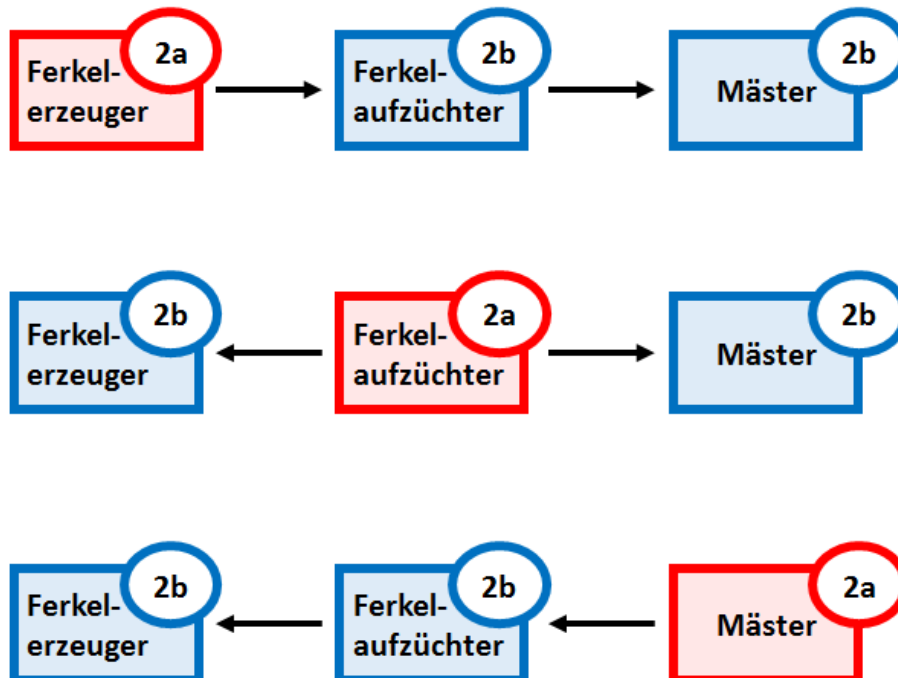 2a
Ferkel-
erzeuger
2b
Ferkel-
aufzüchter
2b
Mäster
2b
Ferkel-
erzeuger
2a
Ferkel-
aufzüchter
2b
Mäster
2b
Ferkel-
erzeuger
2b
Ferkel-
aufzüchter
2a
Mäster